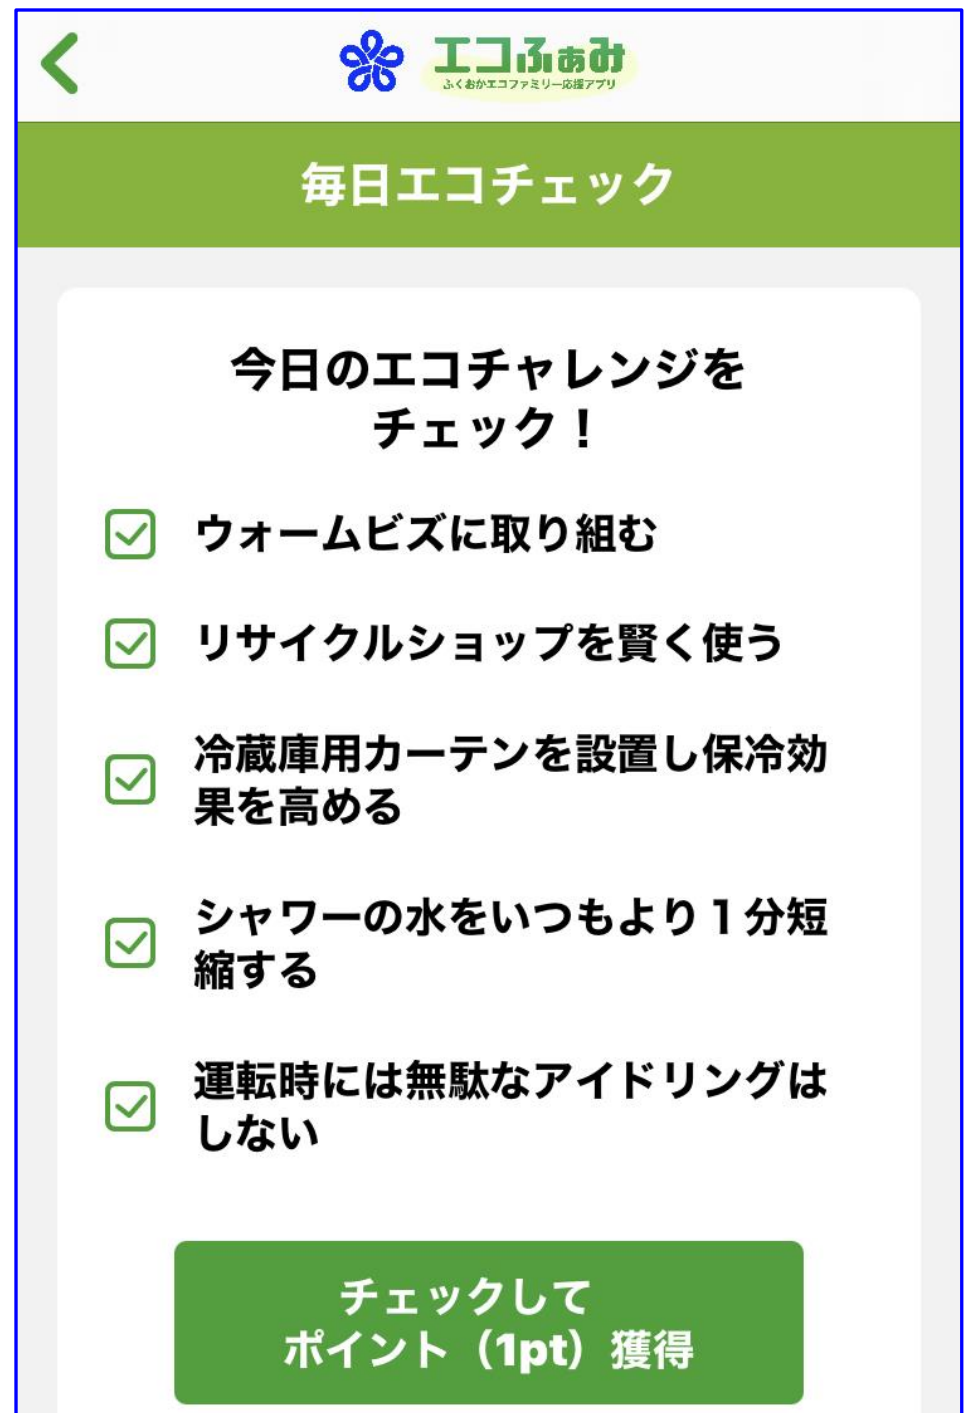 エコふぁみ
ふくおかエコファミリー応援アプリ
毎日エコチェック
今日のエコチャレンジを
チェック！
ウォームビズに取り組む
リサイクルショップを賢く使う
冷蔵庫用カーテンを設置し保冷効
果を高める
シャワーの水をいつもより１分短
縮する
運転時には無駄なアイドリングは
しない
チェックして
ポイント（1pt）獲得